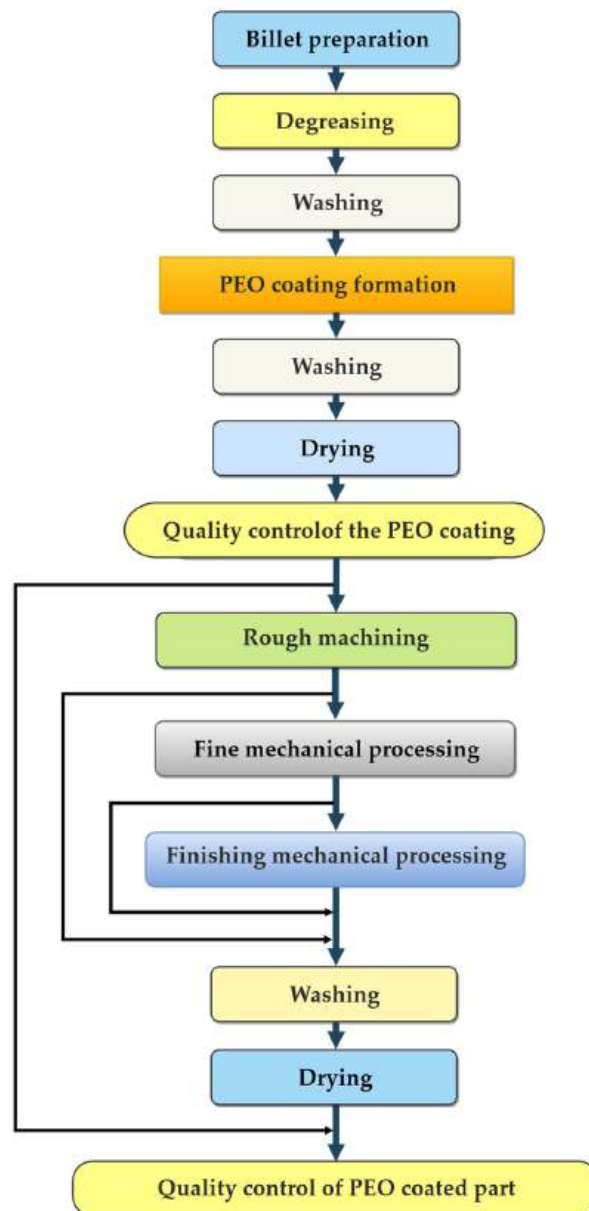 Billet preparation
Degreasing
Washing
PEO coating formation
Washing
Drying
Quality controlof the PEO coating
Rough machining
Fine mechanical processing
Finishing mechanical processing
Washing
Drying
Quality control of PEO coated part